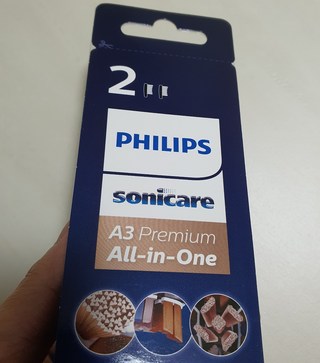 2
PHILIPS
sonicare
A3 Premium
All-in-One